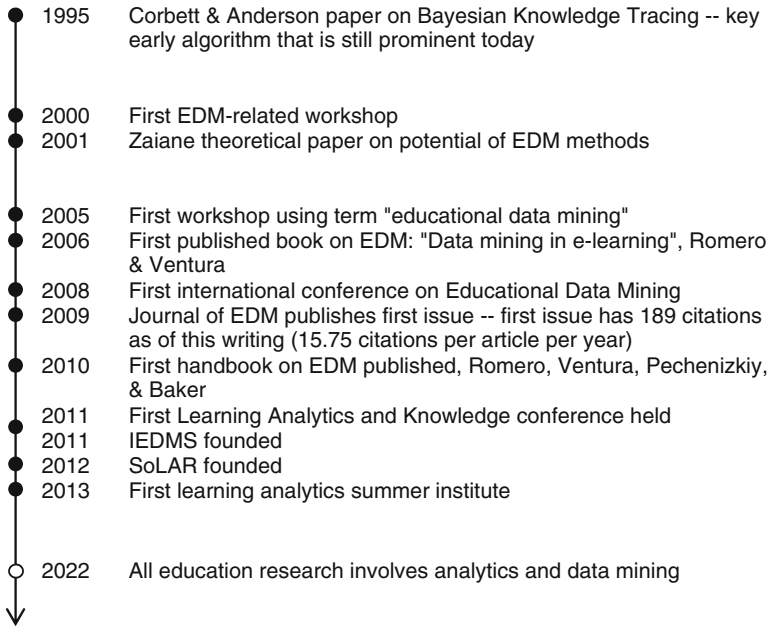 1995 Corbett & Anderson paper on Bayesian Knowledge Tracing -- key
early algorithm that is still prominent today
2000 First EDM-related workshop
2001 Zaiane theoretical paper on potential of EDM methods
2005 First workshop using term "educational data mining"
2006 First published book on EDM: "Data mining in e-learning", Romero
& Ventura
2008 First international conference on Educational Data Mining
2009 Journal of EDM publishes first issue -- first issue has 189 citations
as of this writing (15.75 citations per article per year)
2010 First handbook on EDM published, Romero, Ventura, Pechenizkiy,
& Baker
2011 First Learning Analytics and Knowledge conference held
2011 IEDMS founded
2012 SoLAR founded
2013 First learning analytics summer institute
2022 All education research involves analytics and data mining